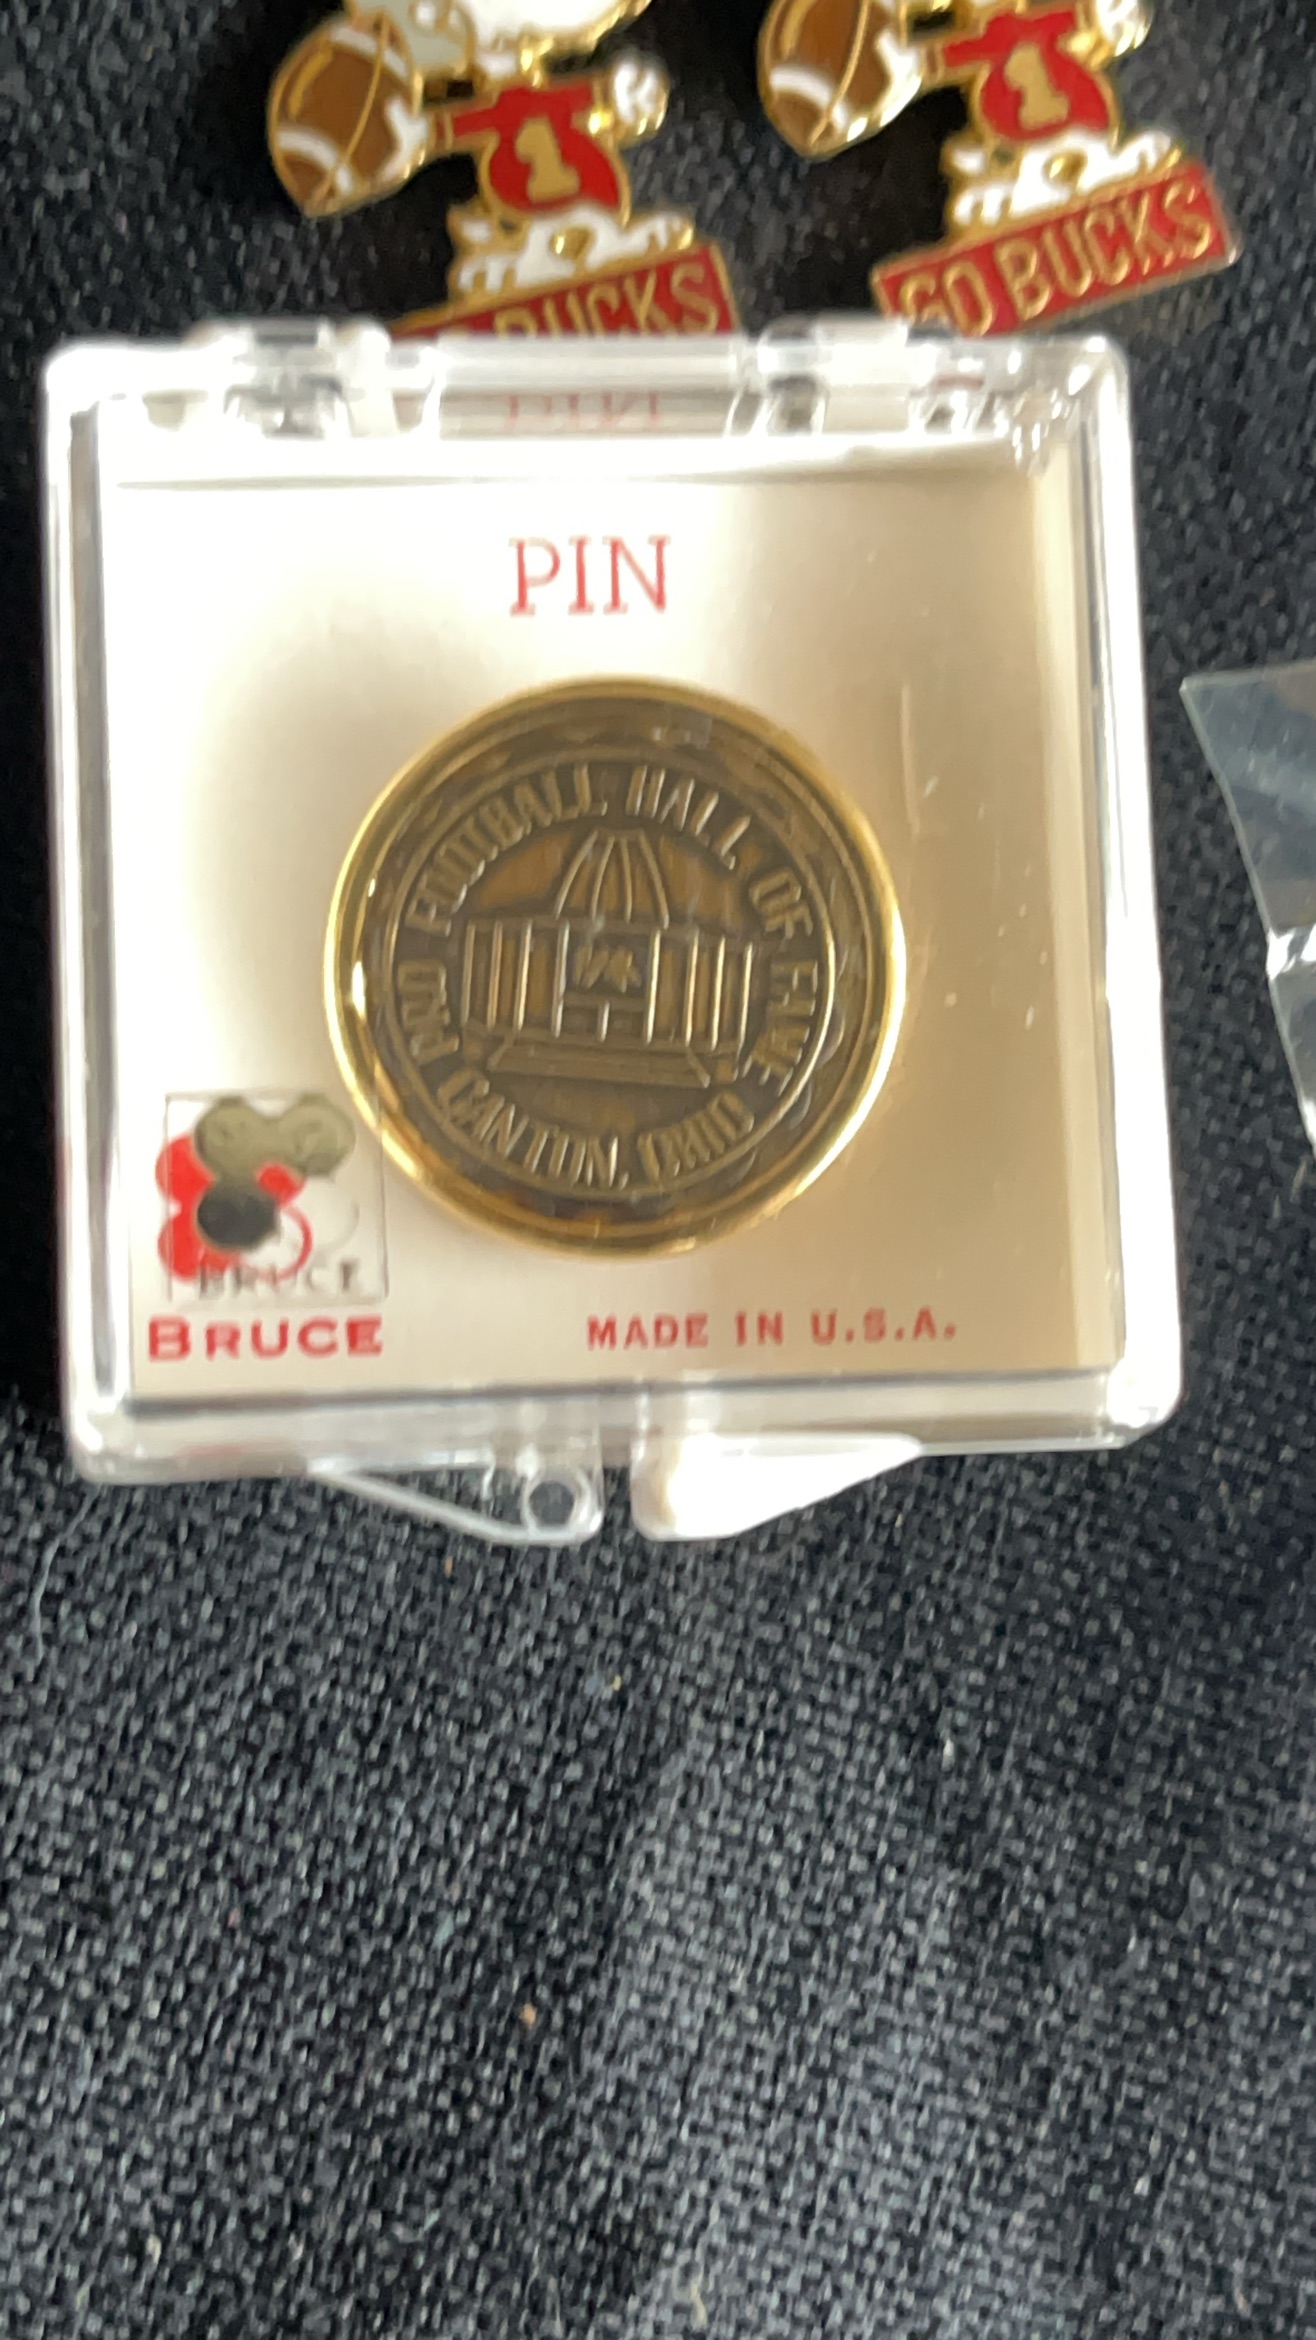 1
1
GO BUCKS
BUCKS
PIN
PRO FOOTBALL HALL OF FAME
CANTON, OHIO
BRUCE
BRUCE
MADE IN U.S.A.